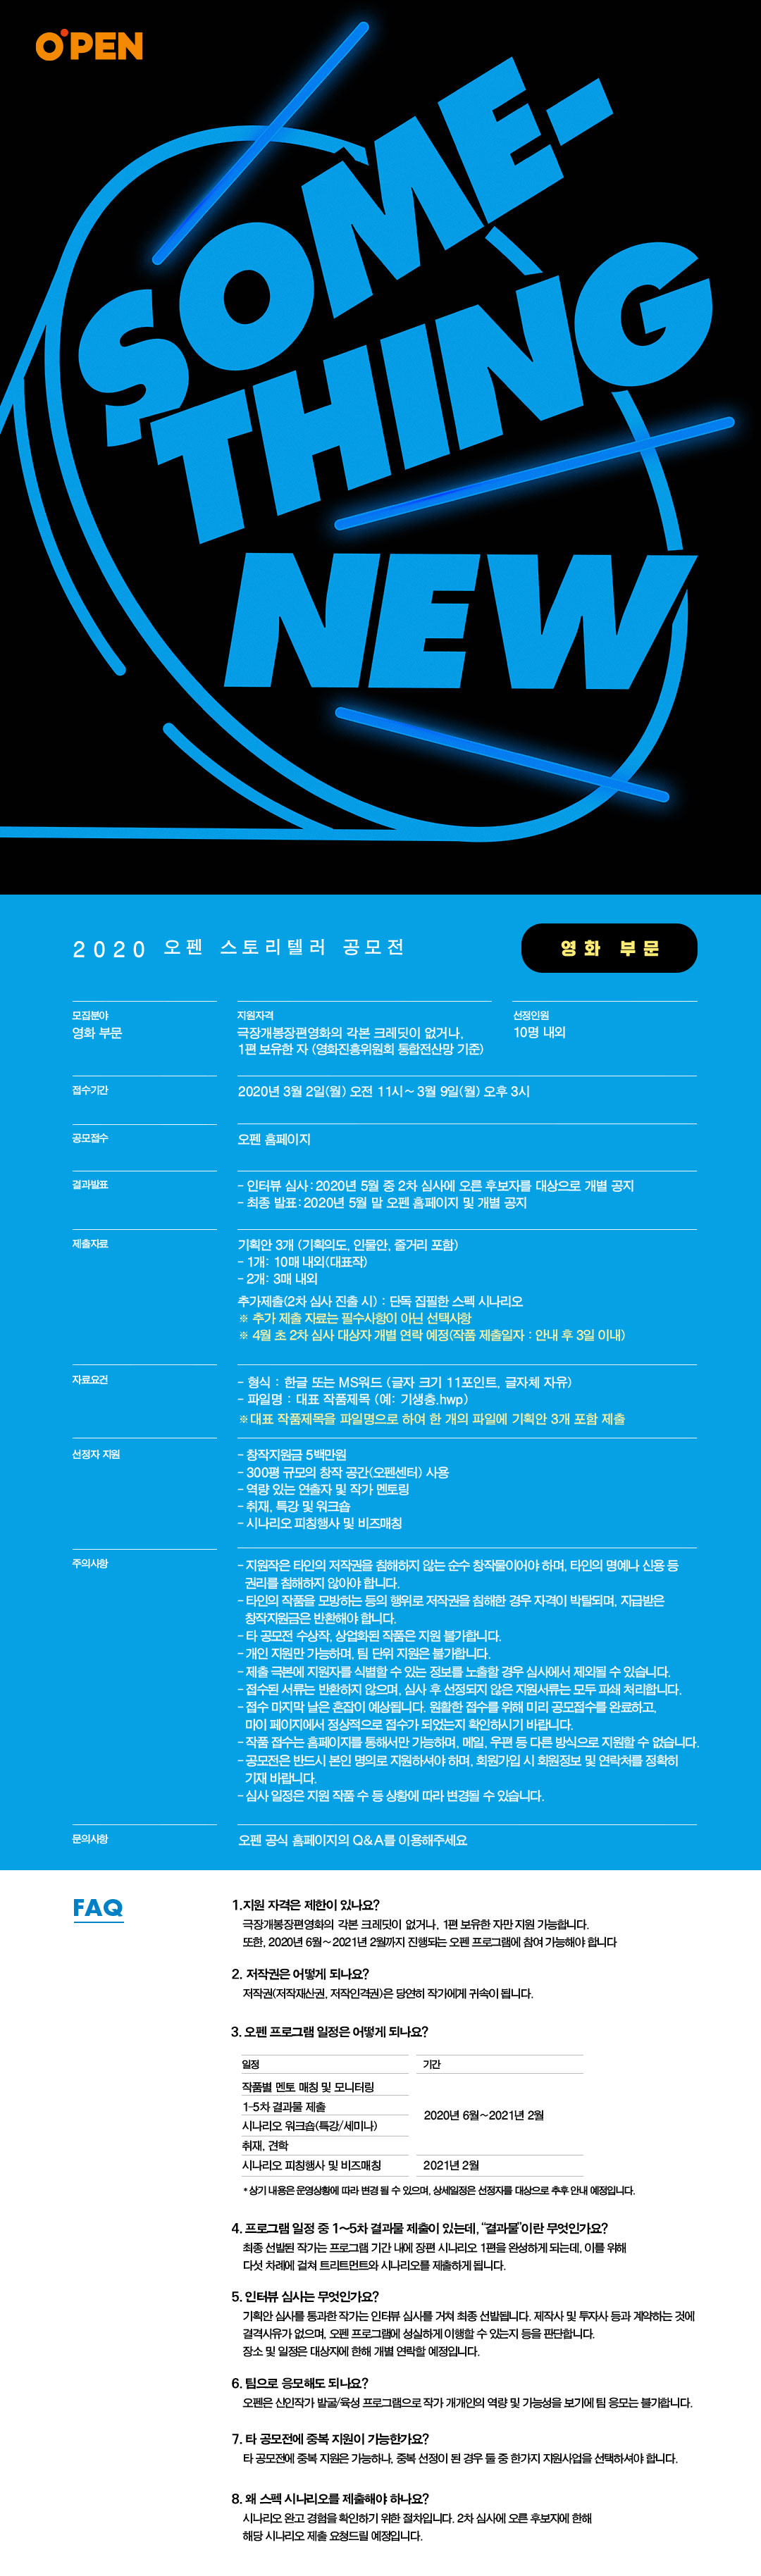 O'PEN
SOME-
THING
NEW
2020 오펜 스토리텔러 공모전
영화 부문
모집분야
영화 부문
지원자격
극장개봉장편영화의 각본 크레딧이 없거나,
1편 보유한 자 (영화진흥위원회 통합전산망 기준)
선정인원
10명 내외
접수기간
2020년 3월 2일(월) 오전 11시~ 3월 9일(월) 오후 3시
공모접수
오펜 홈페이지
결과발표
- 인터뷰 심사 : 2020년 5월 중 2차 심사에 오른 후보자를 대상으로 개별 공지
- 최종 발표 : 2020년 5월 말 오펜 홈페이지 및 개별 공지
제출자료
기획안 3개 (기획의도, 인물안, 줄거리 포함)
- 1개: 10매 내외(대표작)
- 2개: 3매 내외
추가제출(2차 심사 진출 시) : 단독 집필한 스펙 시나리오
※ 추가 제출 자료는 필수사항이 아닌 선택사항
※ 4월 초 2차 심사 대상자 개별 연락 예정(작품 제출일자 : 안내 후 3일 이내)
자료요건
- 형식 : 한글 또는 MS워드 (글자 크기 11포인트, 글자체 자유)
- 파일명 : 대표 작품제목 (예: 기생충.hwp)
※대표 작품제목을 파일명으로 하여 한 개의 파일에 기획안 3개 포함 제출
선정자 지원
- 창작지원금 5백만원
- 300평 규모의 창작 공간(오펜센터) 사용
- 역량 있는 연출자 및 작가 멘토링
- 취재, 특강 및 워크숍
- 시나리오 피칭행사 및 비즈매칭
주의사항
- 지원작은 타인의 저작권을 침해하지 않는 순수 창작물이어야 하며, 타인의 명예나 신용 등
권리를 침해하지 않아야 합니다.
- 타인의 작품을 모방하는 등의 행위로 저작권을 침해한 경우 자격이 박탈되며, 지급받은
창작지원금은 반환해야 합니다.
- 타 공모전 수상작, 상업화된 작품은 지원 불가합니다.
- 개인 지원만 가능하며, 팀 단위 지원은 불가합니다.
- 제출 극본에 지원자를 식별할 수 있는 정보를 노출할 경우 심사에서 제외될 수 있습니다.
- 접수된 서류는 반환하지 않으며, 심사 후 선정되지 않은 지원서류는 모두 파쇄 처리합니다.
- 접수 마지막 날은 혼잡이 예상됩니다. 원활한 접수를 위해 미리 공모접수를 완료하고,
마이 페이지에서 정상적으로 접수가 되었는지 확인하시기 바랍니다.
- 작품 접수는 홈페이지를 통해서만 가능하며, 메일, 우편 등 다른 방식으로 지원할 수 없습니다.
- 공모전은 반드시 본인 명의로 지원하셔야 하며, 회원가입 시 회원정보 및 연락처를 정확히
기재 바랍니다.
- 심사 일정은 지원 작품 수 등 상황에 따라 변경될 수 있습니다.
문의사항
오펜 공식 홈페이지의 Q&A를 이용해주세요
FAQ
1.지원 자격은 제한이 있나요?
극장개봉장편영화의 각본 크레딧이 없거나, 1편 보유한 자만 지원 가능합니다.
또한, 2020년 6월~2021년 2월까지 진행되는 오펜 프로그램에 참여 가능해야 합니다
2. 저작권은 어떻게 되나요?
저작권(저작재산권, 저작인격권)은 당연히 작가에게 귀속이 됩니다.
3. 오펜 프로그램 일정은 어떻게 되나요?
일정 기간
작품별 멘토 매칭 및 모니터링
1-5차 결과물 제출
2020년 6월~2021년 2월
시나리오 워크숍(특강/세미나)
취재, 견학
시나리오 피칭행사 및 비즈매칭 2021년 2월
* 상기 내용은 운영상황에 따라 변경 될 수 있으며, 상세일정은 선정자를 대상으로 추후 안내 예정입니다.
4. 프로그램 일정 중 1~5차 결과물 제출이 있는데, "결과물"이란 무엇인가요?
최종 선발된 작가는 프로그램 기간 내에 장편 시나리오 1편을 완성하게 되는데, 이를 위해
다섯 차례에 걸쳐 트리트먼트와 시나리오를 제출하게 됩니다.
5. 인터뷰 심사는 무엇인가요?
기획안 심사를 통과한 작가는 인터뷰 심사를 거쳐 최종 선발됩니다. 제작사 및 투자사 등과 계약하는 것에
결격사유가 없으며, 오펜 프로그램에 성실하게 이행할 수 있는지 등을 판단합니다.
장소 및 일정은 대상자에 한해 개별 연락할 예정입니다.
6. 팀으로 응모해도 되나요?
오펜은 신인작가 발굴/육성 프로그램으로 작가 개개인의 역량 및 가능성을 보기에 팀 응모는 불가합니다.
7. 타 공모전에 중복 지원이 가능한가요?
타 공모전에 중복 지원은 가능하나, 중복 선정이 된 경우 둘 중 한가지 지원사업을 선택하셔야 합니다.
8. 왜 스펙 시나리오를 제출해야 하나요?
시나리오 완고 경험을 확인하기 위한 절차입니다. 2차 심사에 오른 후보자에 한해
해당 시나리오 제출 요청드릴 예정입니다.